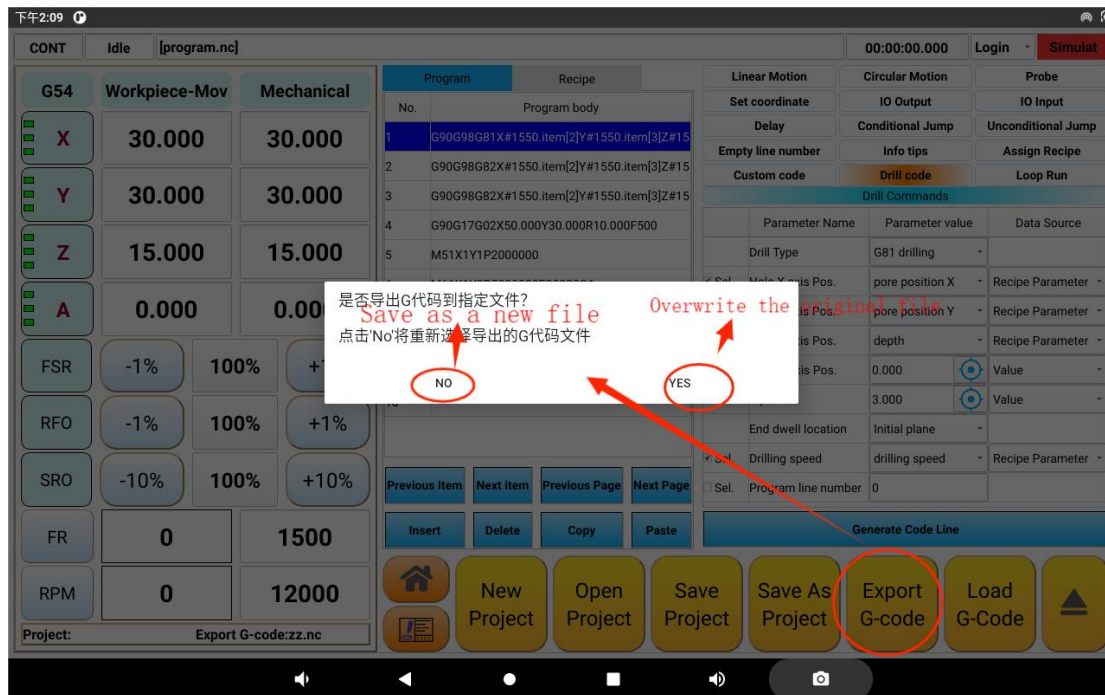 下午2:09
CONT Idle [program.nc] 00:00:00.000 Login Simulat
G54 Workpiece-Mov Mechanical
X 30.000 30.000
Y 30.000 30.000
Z 15.000 15.000
A 0.000 0.00
FSR -1% 100%
RFO -1% 100% +1%
SRO -10% 100% +10%
FR 0 1500
RPM 0 12000
Project: Export G-code:zz.nc
Program Recipe
No. Program body
1 G90G98G81X#1550.item[2]Y#1550.item[3]Z#15
2 G90G98G82X#1550.item[2]Y#1550.item[3]Z#15
3 G90G98G82X#1550.item[2]Y#1550.item[3]Z#15
4 G90G17G02X50.000Y30.000R10.000F500
5 M51X1Y1P2000000
Previous Item Next item Previous Page Next Page
Insert Delete Copy Paste
Linear Motion Circular Motion Probe
Set coordinate IO Output IO Input
Delay Conditional Jump Unconditional Jump
Empty line number Info tips Assign Recipe
Custom code Drill code Loop Run
Drill Commands
Parameter Name Parameter value Data Source
Drill Type G81 drilling
pore position X Recipe Parameter
pore position Y Recipe Parameter
depth Recipe Parameter
0.000 Value
3.000 Value
End dwell location Initial plane
Sel. Drilling speed drilling speed Recipe Parameter
Sel. Program line number 0
Generate Code Line
是否导出G代码到指定文件?
Save as a new file
Overwrite the original file
点击'No'将重新选择导出的G代码文件
NO YES
New Project
Open Project
Save Project
Save As Project
Export G-code
Load G-Code